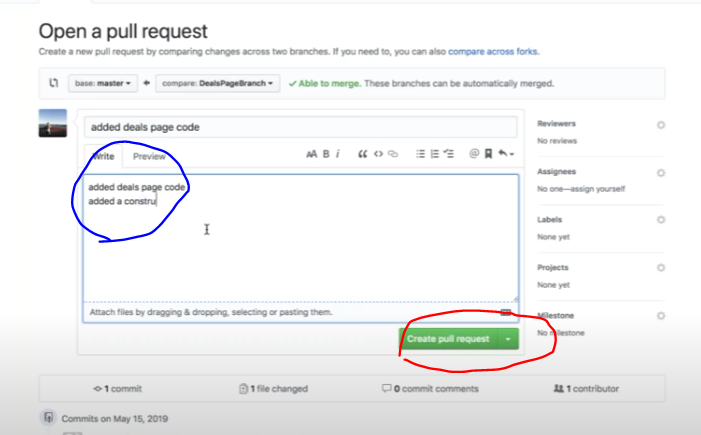 Open a pull request
Create a new pull request by comparing changes across two branches. If you need to, you can also compare across forks.
base: master compare: DealsPageBranch ✓ Able to merge. These branches can be automatically merged.
added deals page code
Write Preview
AA B i
added deals page code
added a constru
Attach files by dragging & dropping, selecting or pasting them.
Create pull request
Reviewers
No reviews
Assignees
No one—assign yourself
Labels
None yet
Projects
None yet
Milestone
No milestone
1 commit 1 file changed 0 commit comments 1 contributor
Commits on May 15, 2019